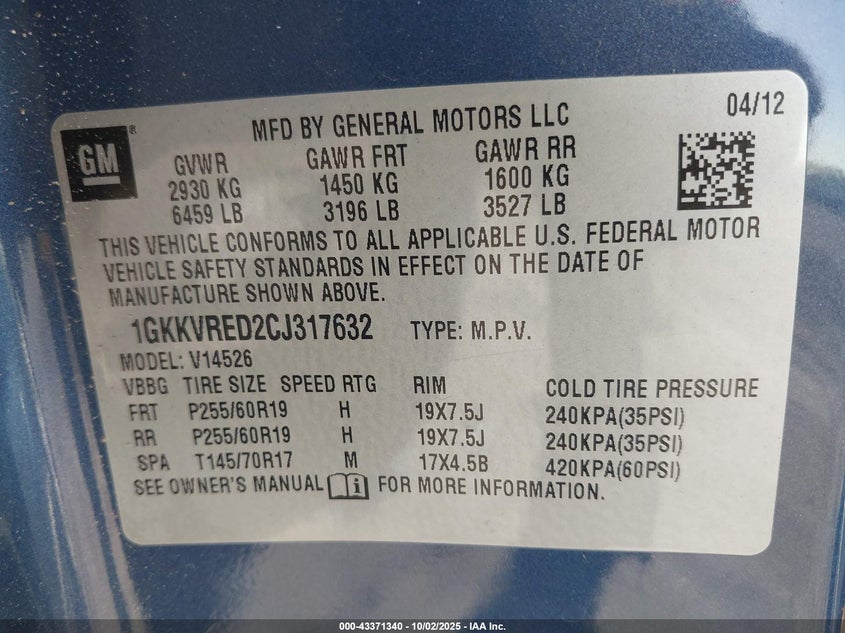 04/12
MFD BY GENERAL MOTORS LLC
GM
®
GVWR GAWR FRT GAWR RR
2930 KG 1450 KG 1600 KG
6459 LB 3196 LB 3527 LB
THIS VEHICLE CONFORMS TO ALL APPLICABLE U.S. FEDERAL MOTOR
VEHICLE SAFETY STANDARDS IN EFFECT ON THE DATE OF
MANUFACTURE SHOWN ABOVE.
1GKKVRED2CJ317632 TYPE: M.P.V.
MODEL: V14526
VBBG TIRE SIZE SPEED RTG RIM COLD TIRE PRESSURE
FRT P255/60R19 H 19X7.5J 240KPA(35PSI)
RR P255/60R19 H 19X7.5J 240KPA(35PSI)
SPA T145/70R17 M 17X4.5B 420KPA(60PSI)
SEE OWNER'S MANUAL i FOR MORE INFORMATION.
000-43371340 - 10/02/2025 - IAA Inc.